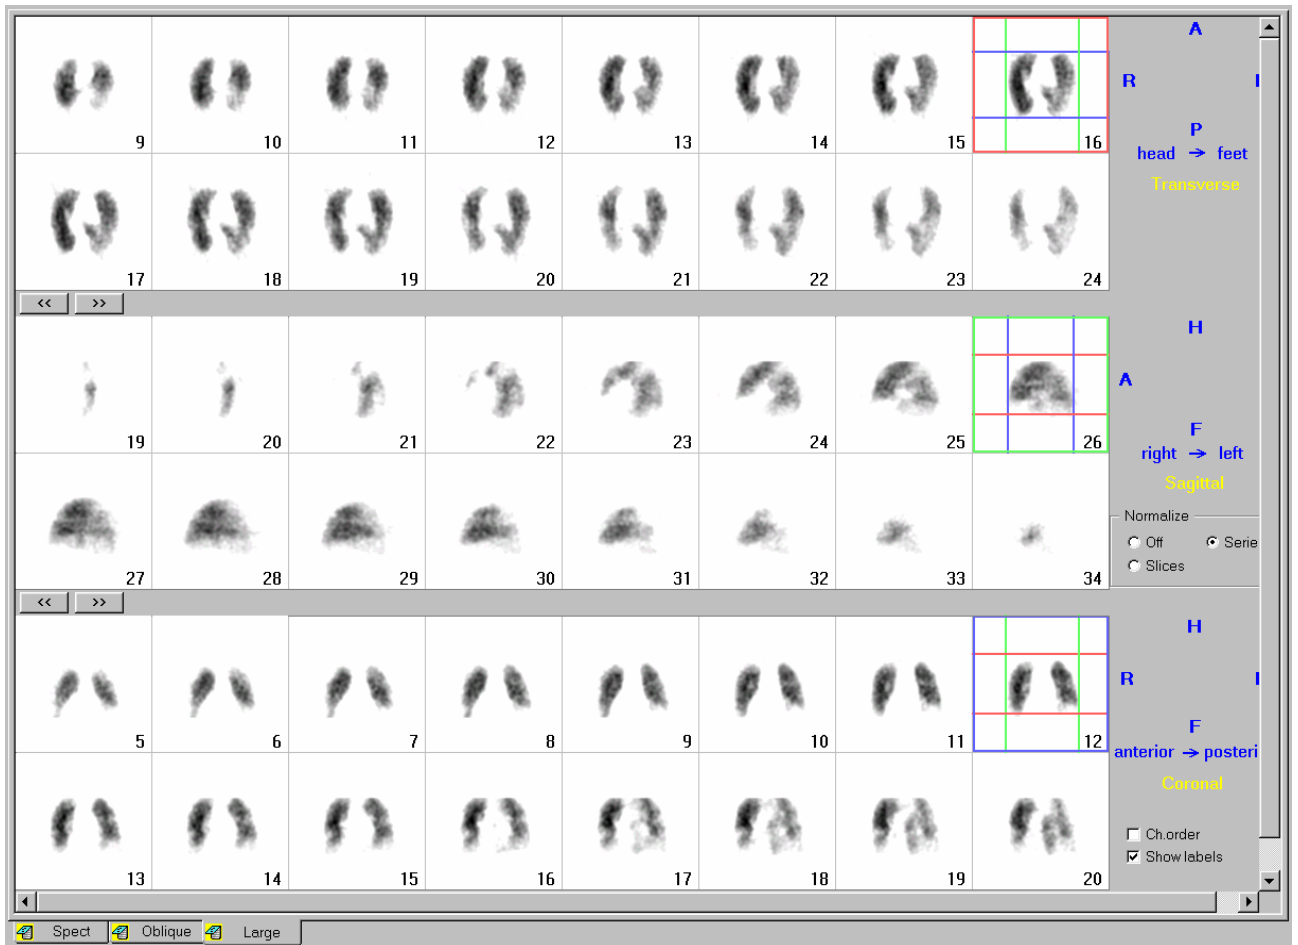 A
R
P
head → feet
Transverse
9 10 11 12 13 14 15 16
17 18 19 20 21 22 23 24
<< >>
H
A
F
right → left
Sagittal
19 20 21 22 23 24 25 26
Normalize
Off Serie
Slices
27 28 29 30 31 32 33 34
<< >>
H
R
F
anterior → posteri
Coronal
5 6 7 8 9 10 11 12
Ch.order
Show labels
13 14 15 16 17 18 19 20
Spect Oblique Large